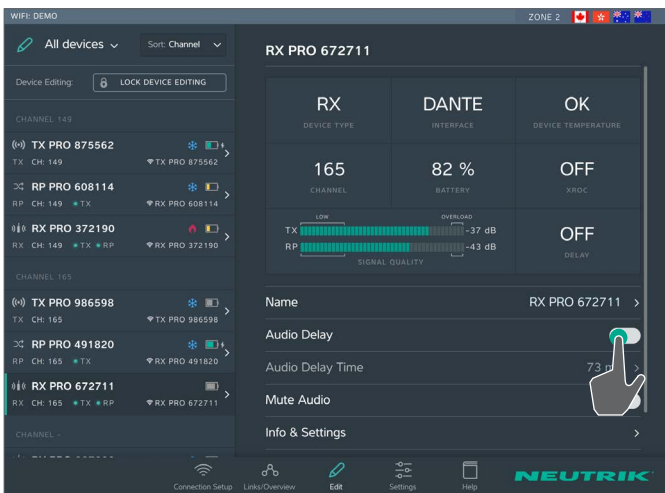 WIFI: DEMO
ZONE 2
All devices
Sort: Channel
Device Editing:
LOCK DEVICE EDITING
CHANNEL 149
TX PRO 875562
TX CH: 149 TX PRO 875562
RP PRO 608114
RP CH: 149 TX RP PRO 608114
RX PRO 372190
RX CH: 149 TX RP RX PRO 372190
CHANNEL 165
TX PRO 986598
TX CH: 165 TX PRO 986598
RP PRO 491820
RP CH: 165 TX RX PRO 491820
RX PRO 672711
RX CH: 165 TX RP RX PRO 672711
CHANNEL -
RX PRO 672711
RX
DEVICE TYPE
DANTE
INTERFACE
OK
DEVICE TEMPERATURE
165
CHANNEL
82 %
BATTERY
OFF
XROC
LOW OVERLOAD
TX -37 dB
RP -43 dB
SIGNAL QUALITY
OFF
DELAY
Name RX PRO 672711
Audio Delay
Audio Delay Time 73
Mute Audio
Info & Settings
Connection Setup
Links/Overview
Edit
Settings
Help
NEUTRIK